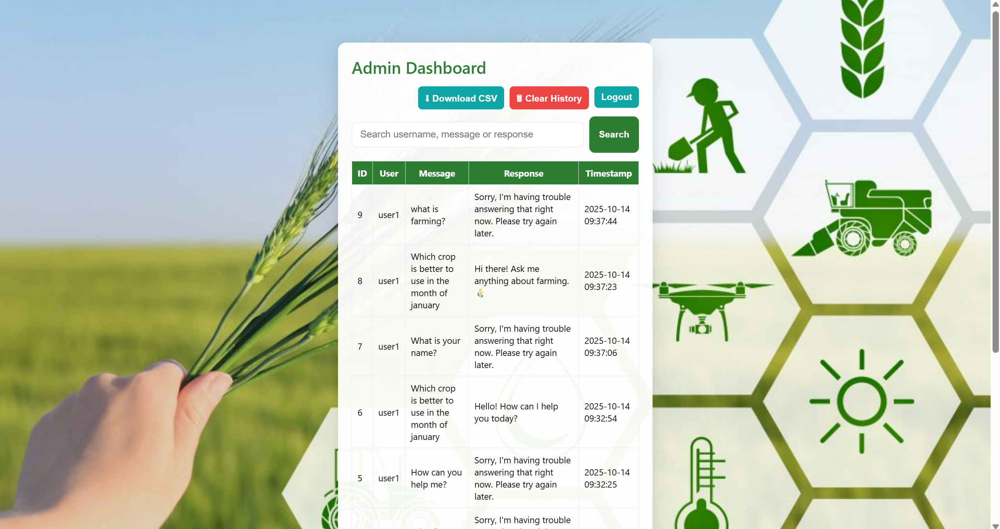 Admin Dashboard
⬇ Download CSV
🗑 Clear History
Logout
Search username, message or response
Search
ID User Message Response Timestamp
9 user1 what is farming? Sorry, I'm having trouble answering that right now. Please try again later. 2025-10-14 09:37:44
8 user1 Which crop is better to use in the month of january Hi there! Ask me anything about farming. 🌾 2025-10-14 09:37:23
7 user1 What is your name? Sorry, I'm having trouble answering that right now. Please try again later. 2025-10-14 09:37:06
6 user1 Which crop is better to use in the month of january Hello! How can I help you today? 2025-10-14 09:32:54
5 user1 How can you help me? Sorry, I'm having trouble answering that right now. Please try again later. 2025-10-14 09:32:25
Sorry, I'm having trouble